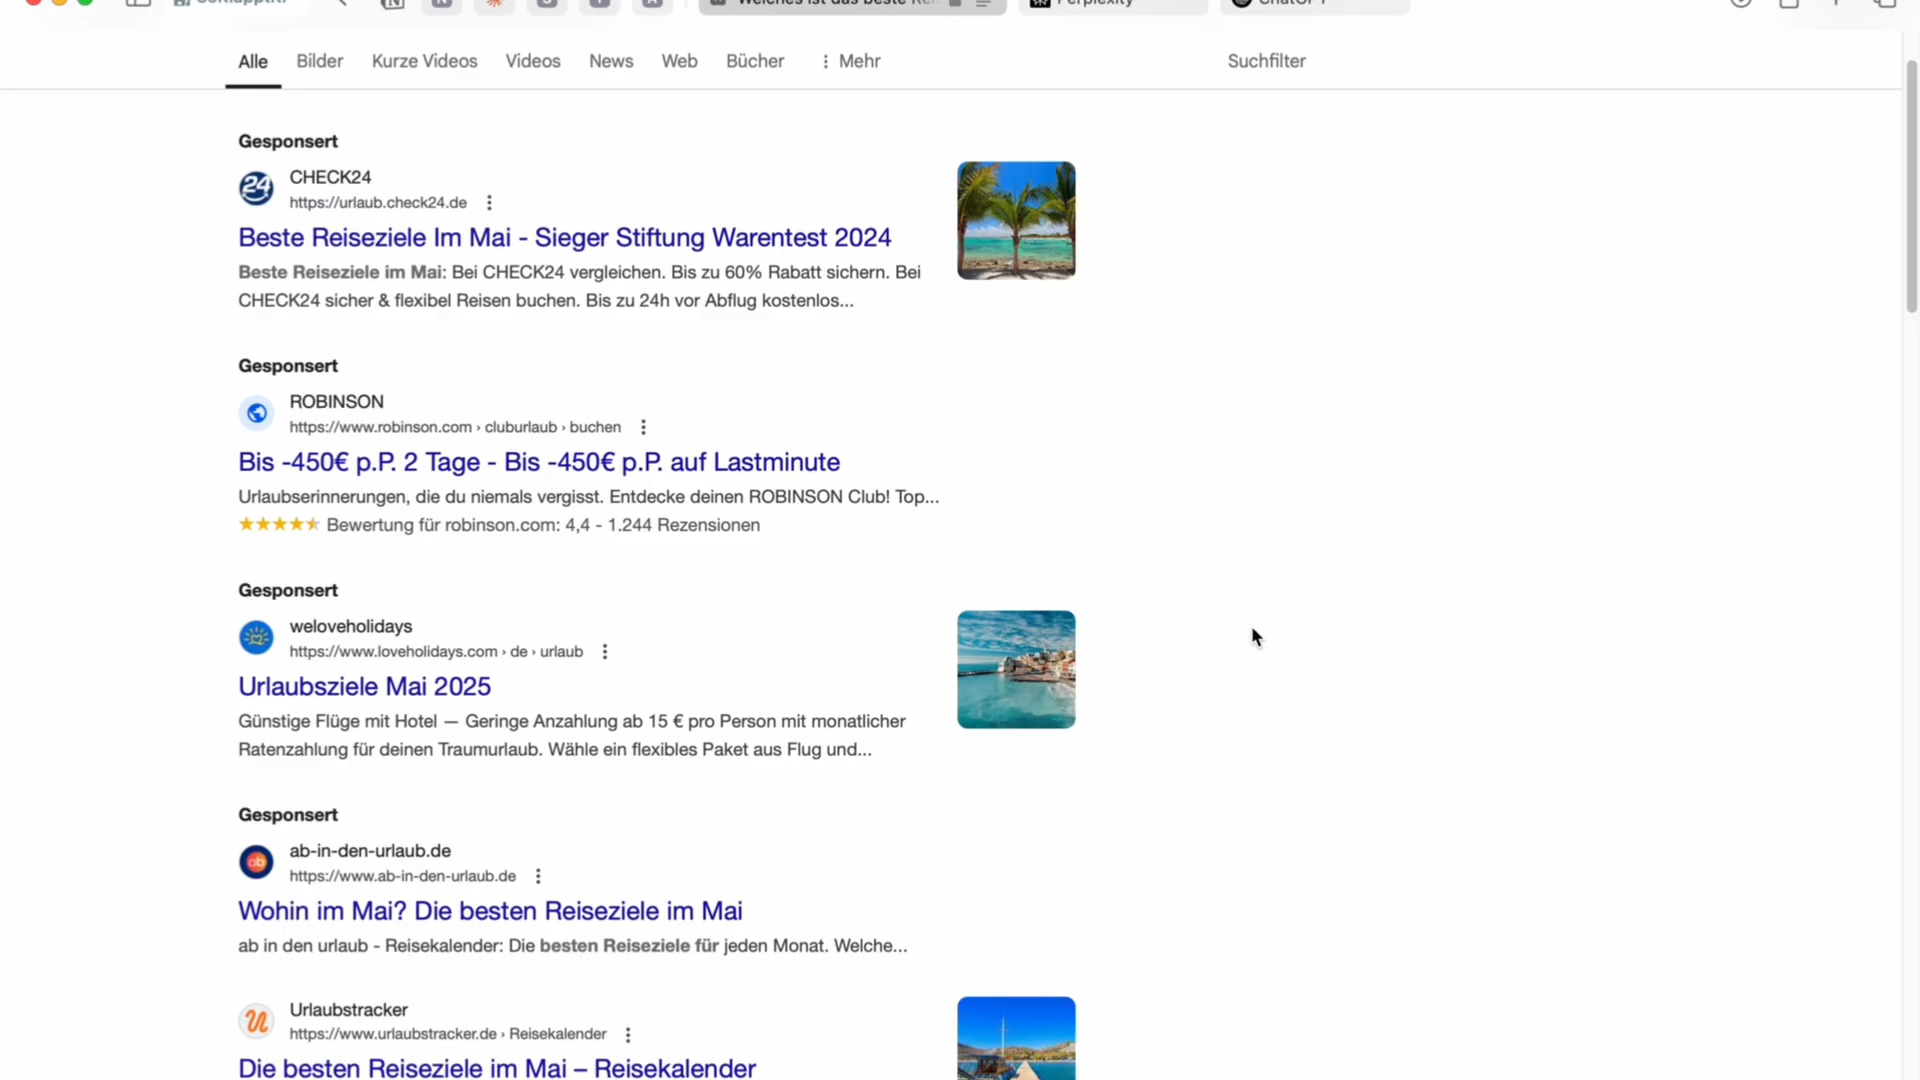 Alle Bilder Kurze Videos Videos News Web Bücher Mehr Suchfilter
Gesponsert
24
CHECK24
https://urlaub.check24.de
Beste Reiseziele Im Mai - Sieger Stiftung Warentest 2024
Beste Reiseziele im Mai: Bei CHECK24 vergleichen. Bis zu 60% Rabatt sichern. Bei
CHECK24 sicher & flexibel Reisen buchen. Bis zu 24h vor Abflug kostenlos...
Gesponsert
ROBINSON
https://www.robinson.com › cluburlaub › buchen
Bis -450€ p.P. 2 Tage - Bis -450€ p.P. auf Lastminute
Urlaubserinnerungen, die du niemals vergisst. Entdecke deinen ROBINSON Club! Top...
Bewertung für robinson.com: 4,4 - 1.244 Rezensionen
Gesponsert
weloveholidays
https://www.loveholidays.com › de › urlaub
Urlaubsziele Mai 2025
Günstige Flüge mit Hotel — Geringe Anzahlung ab 15 € pro Person mit monatlicher
Ratenzahlung für deinen Traumurlaub. Wähle ein flexibles Paket aus Flug und...
Gesponsert
ab
ab-in-den-urlaub.de
https://www.ab-in-den-urlaub.de
Wohin im Mai? Die besten Reiseziele im Mai
ab in den urlaub - Reisekalender: Die besten Reiseziele für jeden Monat. Welche...
Urlaubstracker
https://www.urlaubstracker.de › Reisekalender
Die besten Reiseziele im Mai – Reisekalender